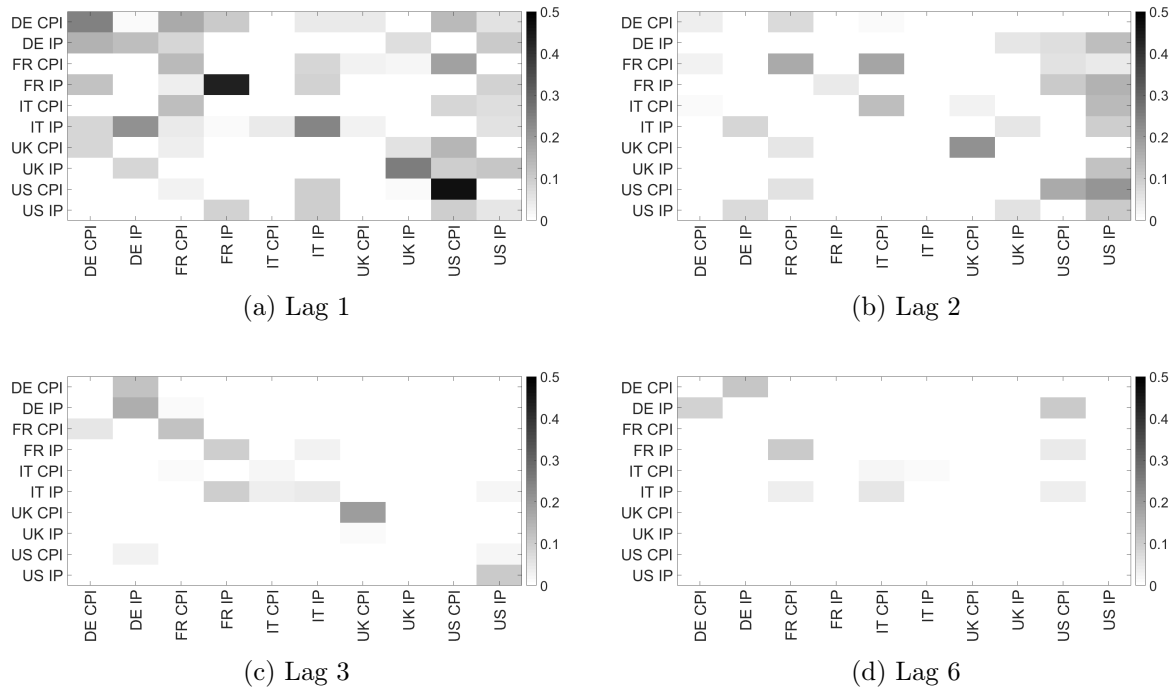 DE CPI
DE IP
FR CPI
FR IP
IT CPI
IT IP
UK CPI
UK IP
US CPI
US IP
DE CPI
DE IP
FR CPI
FR IP
IT CPI
IT IP
UK CPI
UK IP
US CPI
US IP
0.5
0.4
0.3
0.2
0.1
0
(a) Lag 1
DE CPI
DE IP
FR CPI
FR IP
IT CPI
IT IP
UK CPI
UK IP
US CPI
US IP
DE CPI
DE IP
FR CPI
FR IP
IT CPI
IT IP
UK CPI
UK IP
US CPI
US IP
0.5
0.4
0.3
0.2
0.1
0
(b) Lag 2
DE CPI
DE IP
FR CPI
FR IP
IT CPI
IT IP
UK CPI
UK IP
US CPI
US IP
DE CPI
DE IP
FR CPI
FR IP
IT CPI
IT IP
UK CPI
UK IP
US CPI
US IP
0.5
0.4
0.3
0.2
0.1
0
(c) Lag 3
DE CPI
DE IP
FR CPI
FR IP
IT CPI
IT IP
UK CPI
UK IP
US CPI
US IP
DE CPI
DE IP
FR CPI
FR IP
IT CPI
IT IP
UK CPI
UK IP
US CPI
US IP
0.5
0.4
0.3
0.2
0.1
0
(d) Lag 6